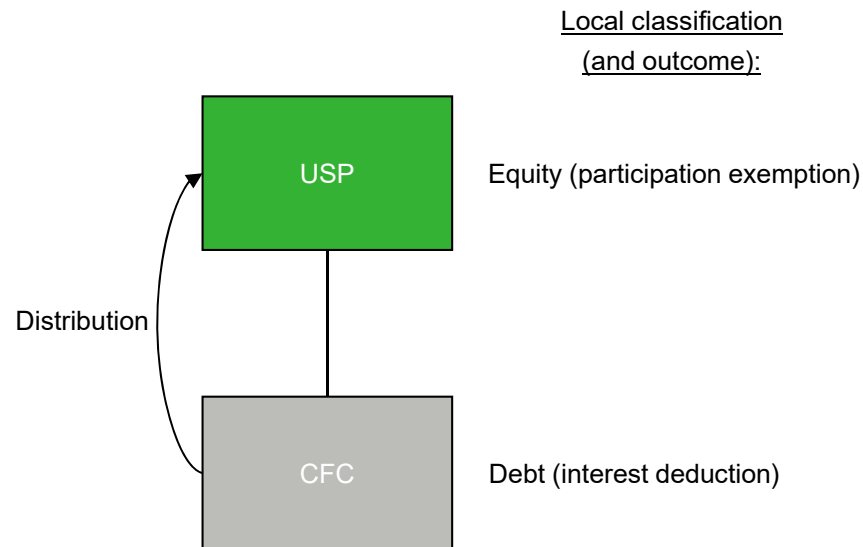 Local classification
(and outcome):
USP
Equity (participation exemption)
Distribution
CFC
Debt (interest deduction)